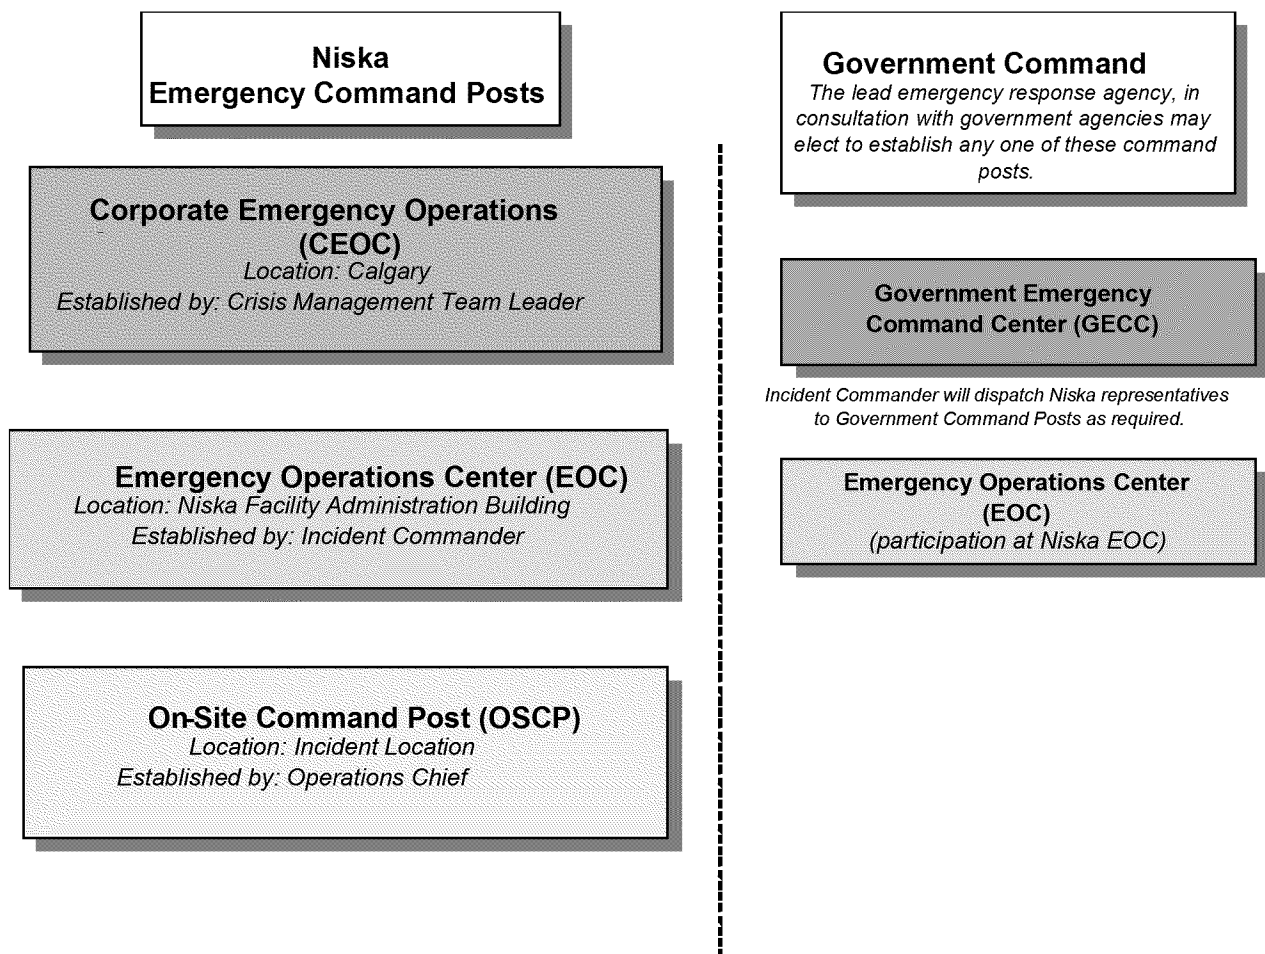 Niska
Emergency Command Posts
Corporate Emergency Operations
(CEOC)
Location: Calgary
Established by: Crisis Management Team Leader
Emergency Operations Center (EOC)
Location: Niska Facility Administration Building
Established by: Incident Commander
On-Site Command Post (OSCP)
Location: Incident Location
Established by: Operations Chief
Government Command
The lead emergency response agency, in
consultation with government agencies may
elect to establish any one of these command
posts.
Government Emergency
Command Center (GECC)
Incident Commander will dispatch Niska representatives
to Government Command Posts as required.
Emergency Operations Center
(EOC)
(participation at Niska EOC)